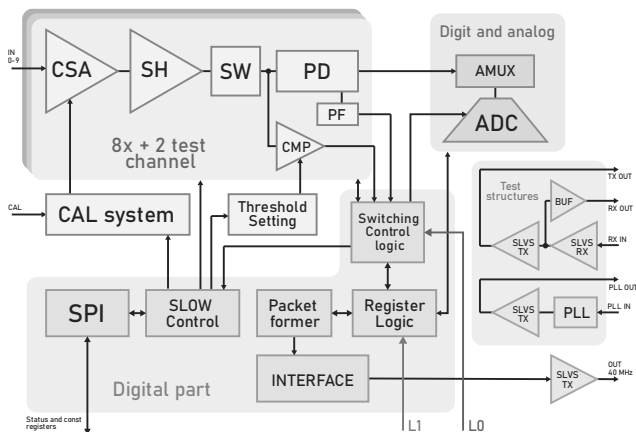 IN
0-9
CSA
SH
SW
PD
PF
CMP
8x + 2 test
channel
Digit and analog
AMUX
ADC
CAL
CAL system
Threshold
Setting
Switching
Control
logic
Test
structures
TX OUT
BUF
RX OUT
SLVS
TX
SLVS
RX
RX IN
PLL OUT
SLVS
TX
PLL
PLL IN
SPI
SLOW
Control
Packet
former
Register
Logic
Digital part
INTERFACE
SLVS
TX
OUT
40 MHz
Status and const
registers
L1
L0